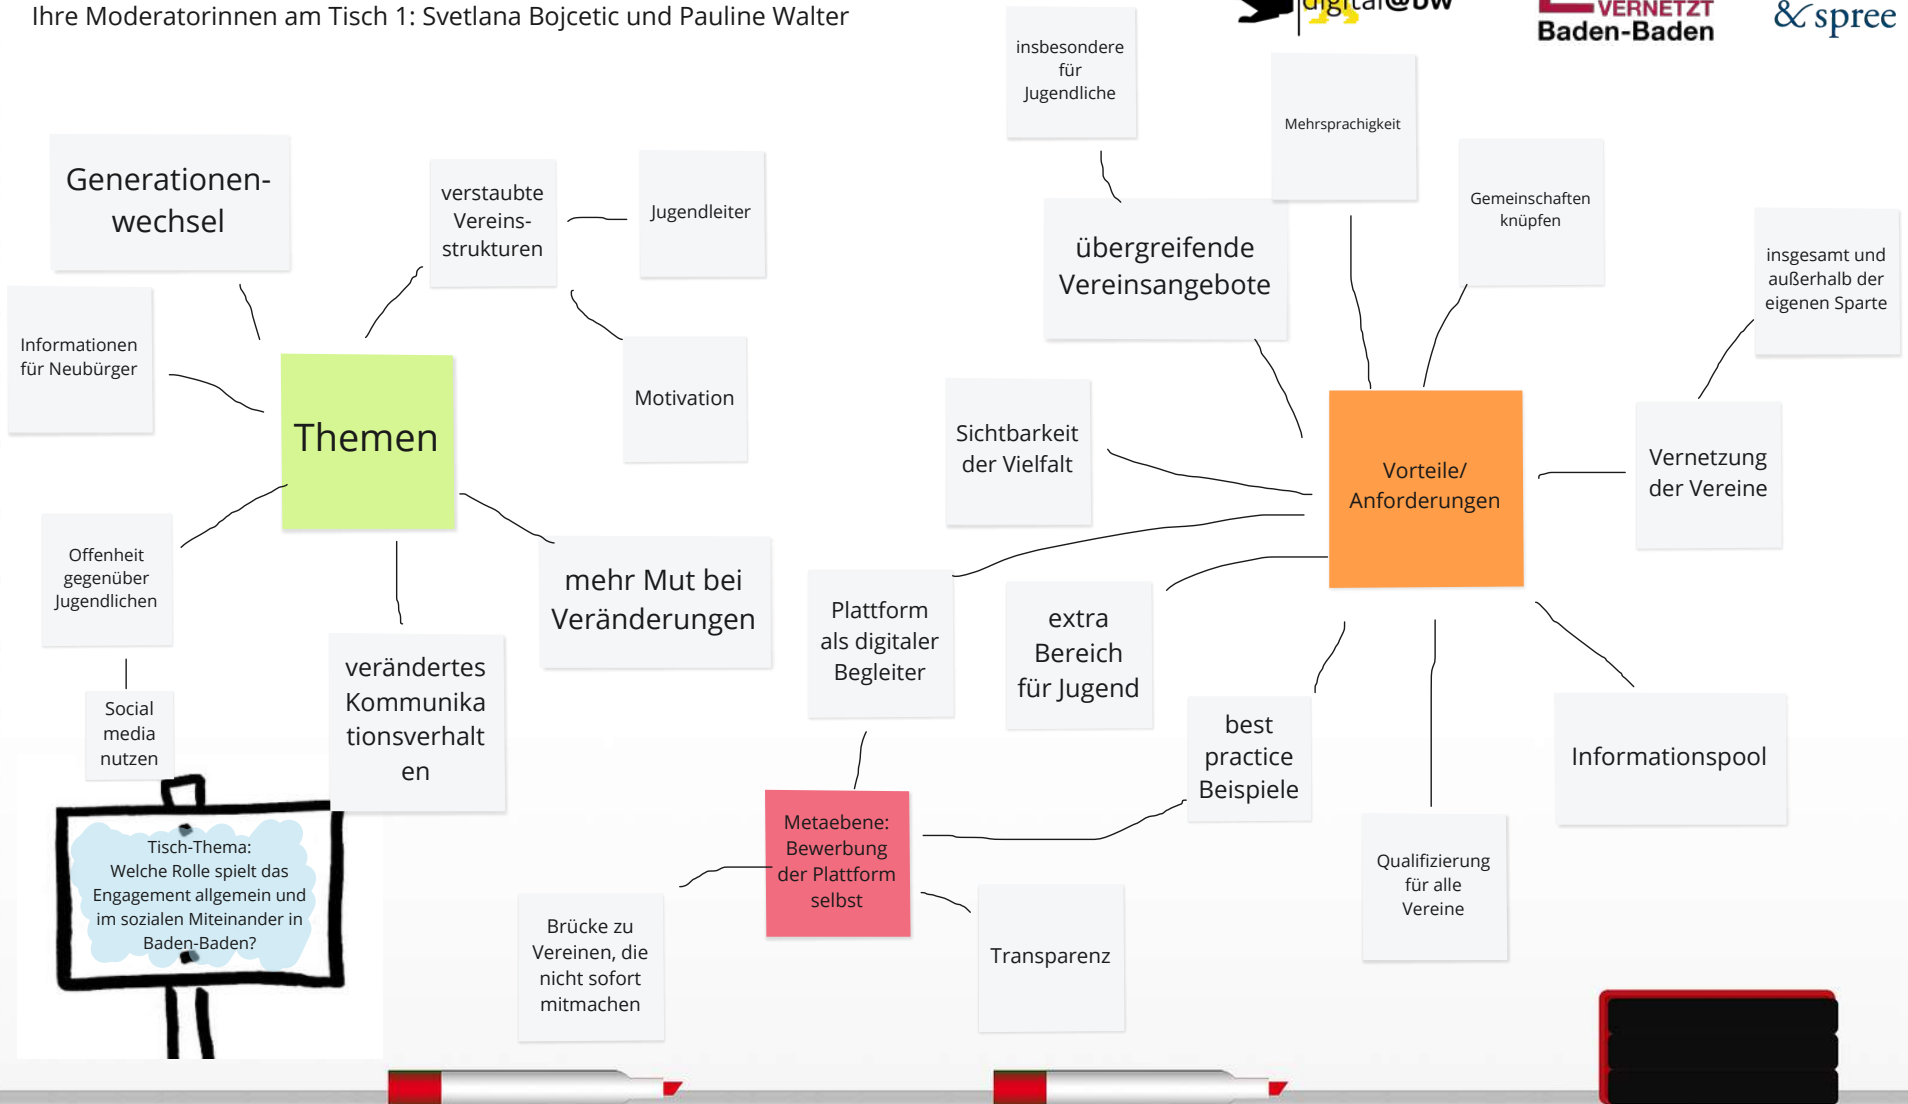 Ihre Moderatorinnen am Tisch 1: Svetlana Bojcetic und Pauline Walter
digital@bw
VERNETZT
Baden-Baden
& spree
Generationen-
wechsel
verstaubte
Vereins-
strukturen
Jugendleiter
Informationen
für Neubürger
Motivation
Themen
Offenheit
gegenüber
Jugendlichen
mehr Mut bei
Veränderungen
verändertes
Kommunika
tionsverhalt
en
Social
media
nutzen
Tisch-Thema:
Welche Rolle spielt das
Engagement allgemein und
im sozialen Miteinander in
Baden-Baden?
insbesondere
für
Jugendliche
Mehrsprachigkeit
Gemeinschaften
knüpfen
übergreifende
Vereinsangebote
insgesamt und
außerhalb der
eigenen Sparte
Sichtbarkeit
der Vielfalt
Vorteile/
Anforderungen
Vernetzung
der Vereine
Plattform
als digitaler
Begleiter
extra
Bereich
für Jugend
best
practice
Beispiele
Informationspool
Metaebene:
Bewerbung
der Plattform
selbst
Qualifizierung
für alle
Vereine
Brücke zu
Vereinen, die
nicht sofort
mitmachen
Transparenz